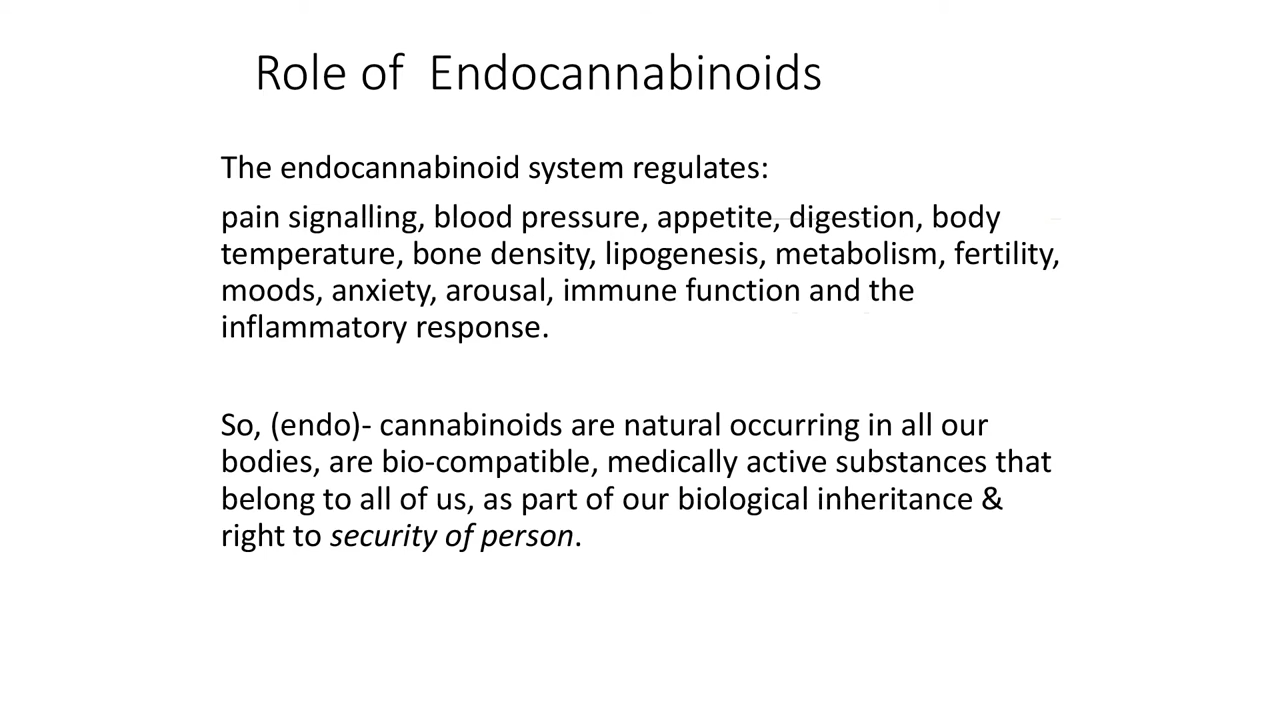 Role of Endocannabinoids
The endocannabinoid system regulates:
pain signalling, blood pressure, appetite, digestion, body
temperature, bone density, lipogenesis, metabolism, fertility,
moods, anxiety, arousal, immune function and the
inflammatory response.
So, (endo)- cannabinoids are natural occurring in all our
bodies, are bio-compatible, medically active substances that
belong to all of us, as part of our biological inheritance &
right to security of person.